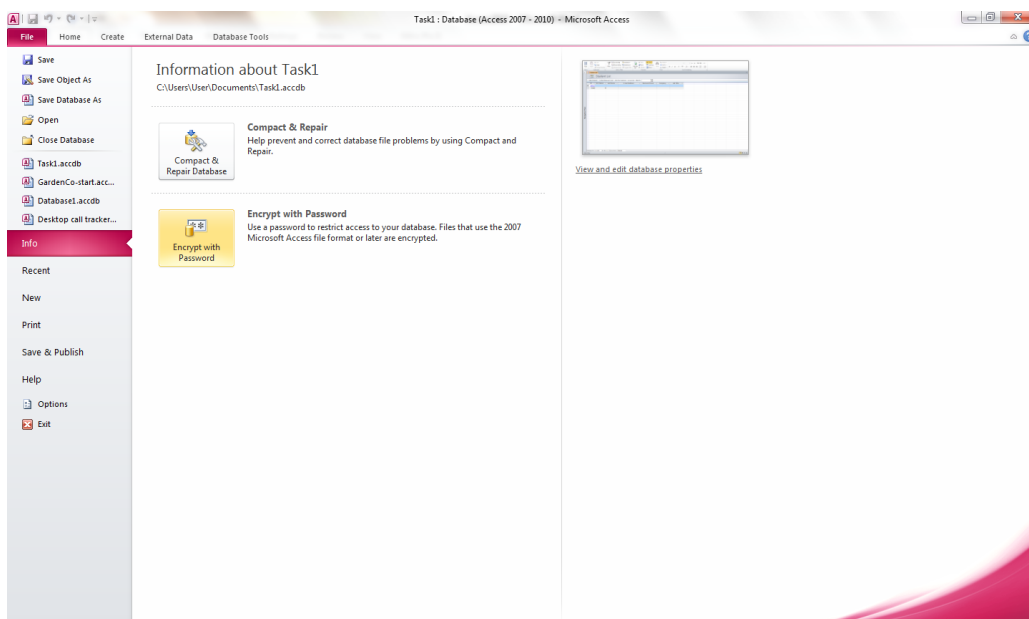 Task1 : Database (Access 2007 - 2010) - Microsoft Access
File Home Create External Data Database Tools
Save
Save Object As
Save Database As
Open
Close Database
Task1.accdb
GardenCo-start.acc...
Database1.accdb
Desktop call tracker...
Info
Recent
New
Print
Save & Publish
Help
Options
Exit
Information about Task1
C:\Users\User\Documents\Task1.accdb
Compact &
Repair Database
Compact & Repair
Help prevent and correct database file problems by using Compact and
Repair.
Encrypt with
Password
Encrypt with Password
Use a password to restrict access to your database. Files that use the 2007
Microsoft Access file format or later are encrypted.
View and edit database properties